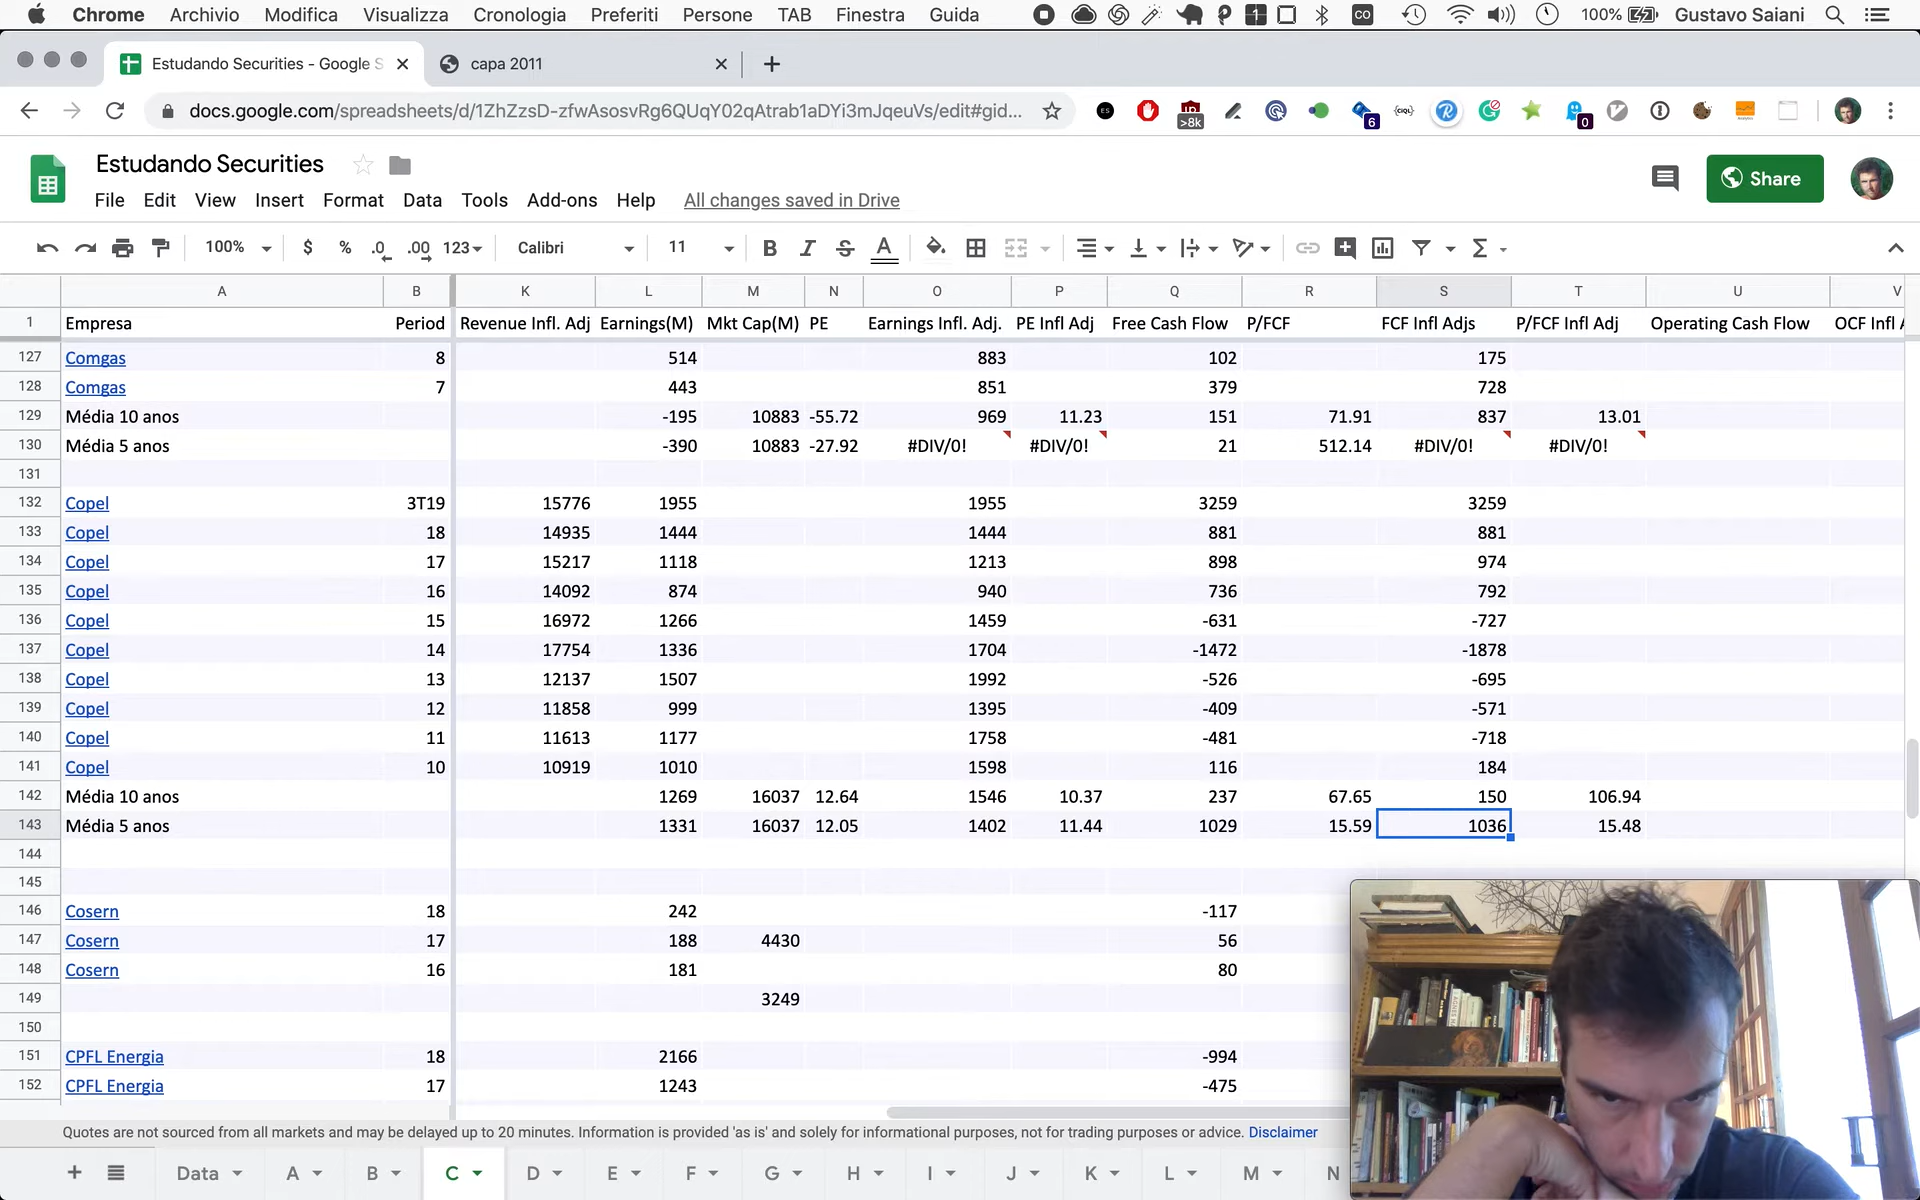 Chrome Archivio Modifica Visualizza Cronologia Preferiti Persone TAB Finestra Guida 1 CO 100% Gustavo Saiani
Estudando Securities - Google S capa 2011
docs.google.com/spreadsheets/d/1ZhZzsD-zfwAsosvRg6QUqY02qAtrab1aDYi3mJqeuVs/edit#gid... ES >8k 6 CIQL 0
Estudando Securities
Share
File Edit View Insert Format Data Tools Add-ons Help All changes saved in Drive
100% $ % .0 .00 123 Calibri 11 B I S A Σ
A B K L M N O P Q R S T U V
1 Empresa Period Revenue Infl. Adj Earnings(M) Mkt Cap(M) PE Earnings Infl. Adj. PE Infl Adj Free Cash Flow P/FCF FCF Infl Adjs P/FCF Infl Adj Operating Cash Flow OCF Infl A
127 Comgas 8 514 883 102 175
128 Comgas 7 443 851 379 728
129 Média 10 anos -195 10883 -55.72 969 11.23 151 71.91 837 13.01
130 Média 5 anos -390 10883 -27.92 #DIV/0! #DIV/0! 21 512.14 #DIV/0! #DIV/0!
131
132 Copel 3T19 15776 1955 1955 3259 3259
133 Copel 18 14935 1444 1444 881 881
134 Copel 17 15217 1118 1213 898 974
135 Copel 16 14092 874 940 736 792
136 Copel 15 16972 1266 1459 -631 -727
137 Copel 14 17754 1336 1704 -1472 -1878
138 Copel 13 12137 1507 1992 -526 -695
139 Copel 12 11858 999 1395 -409 -571
140 Copel 11 11613 1177 1758 -481 -718
141 Copel 10 10919 1010 1598 116 184
142 Média 10 anos 1269 16037 12.64 1546 10.37 237 67.65 150 106.94
143 Média 5 anos 1331 16037 12.05 1402 11.44 1029 15.59 1036 15.48
144
145
146 Cosern 18 242 -117
147 Cosern 17 188 4430 56
148 Cosern 16 181 80
149 3249
150
151 CPFL Energia 18 2166 -994
152 CPFL Energia 17 1243 -475
Quotes are not sourced from all markets and may be delayed up to 20 minutes. Information is provided 'as is' and solely for informational purposes, not for trading purposes or advice. Disclaimer
Data A B C D E F G H I J K L M N